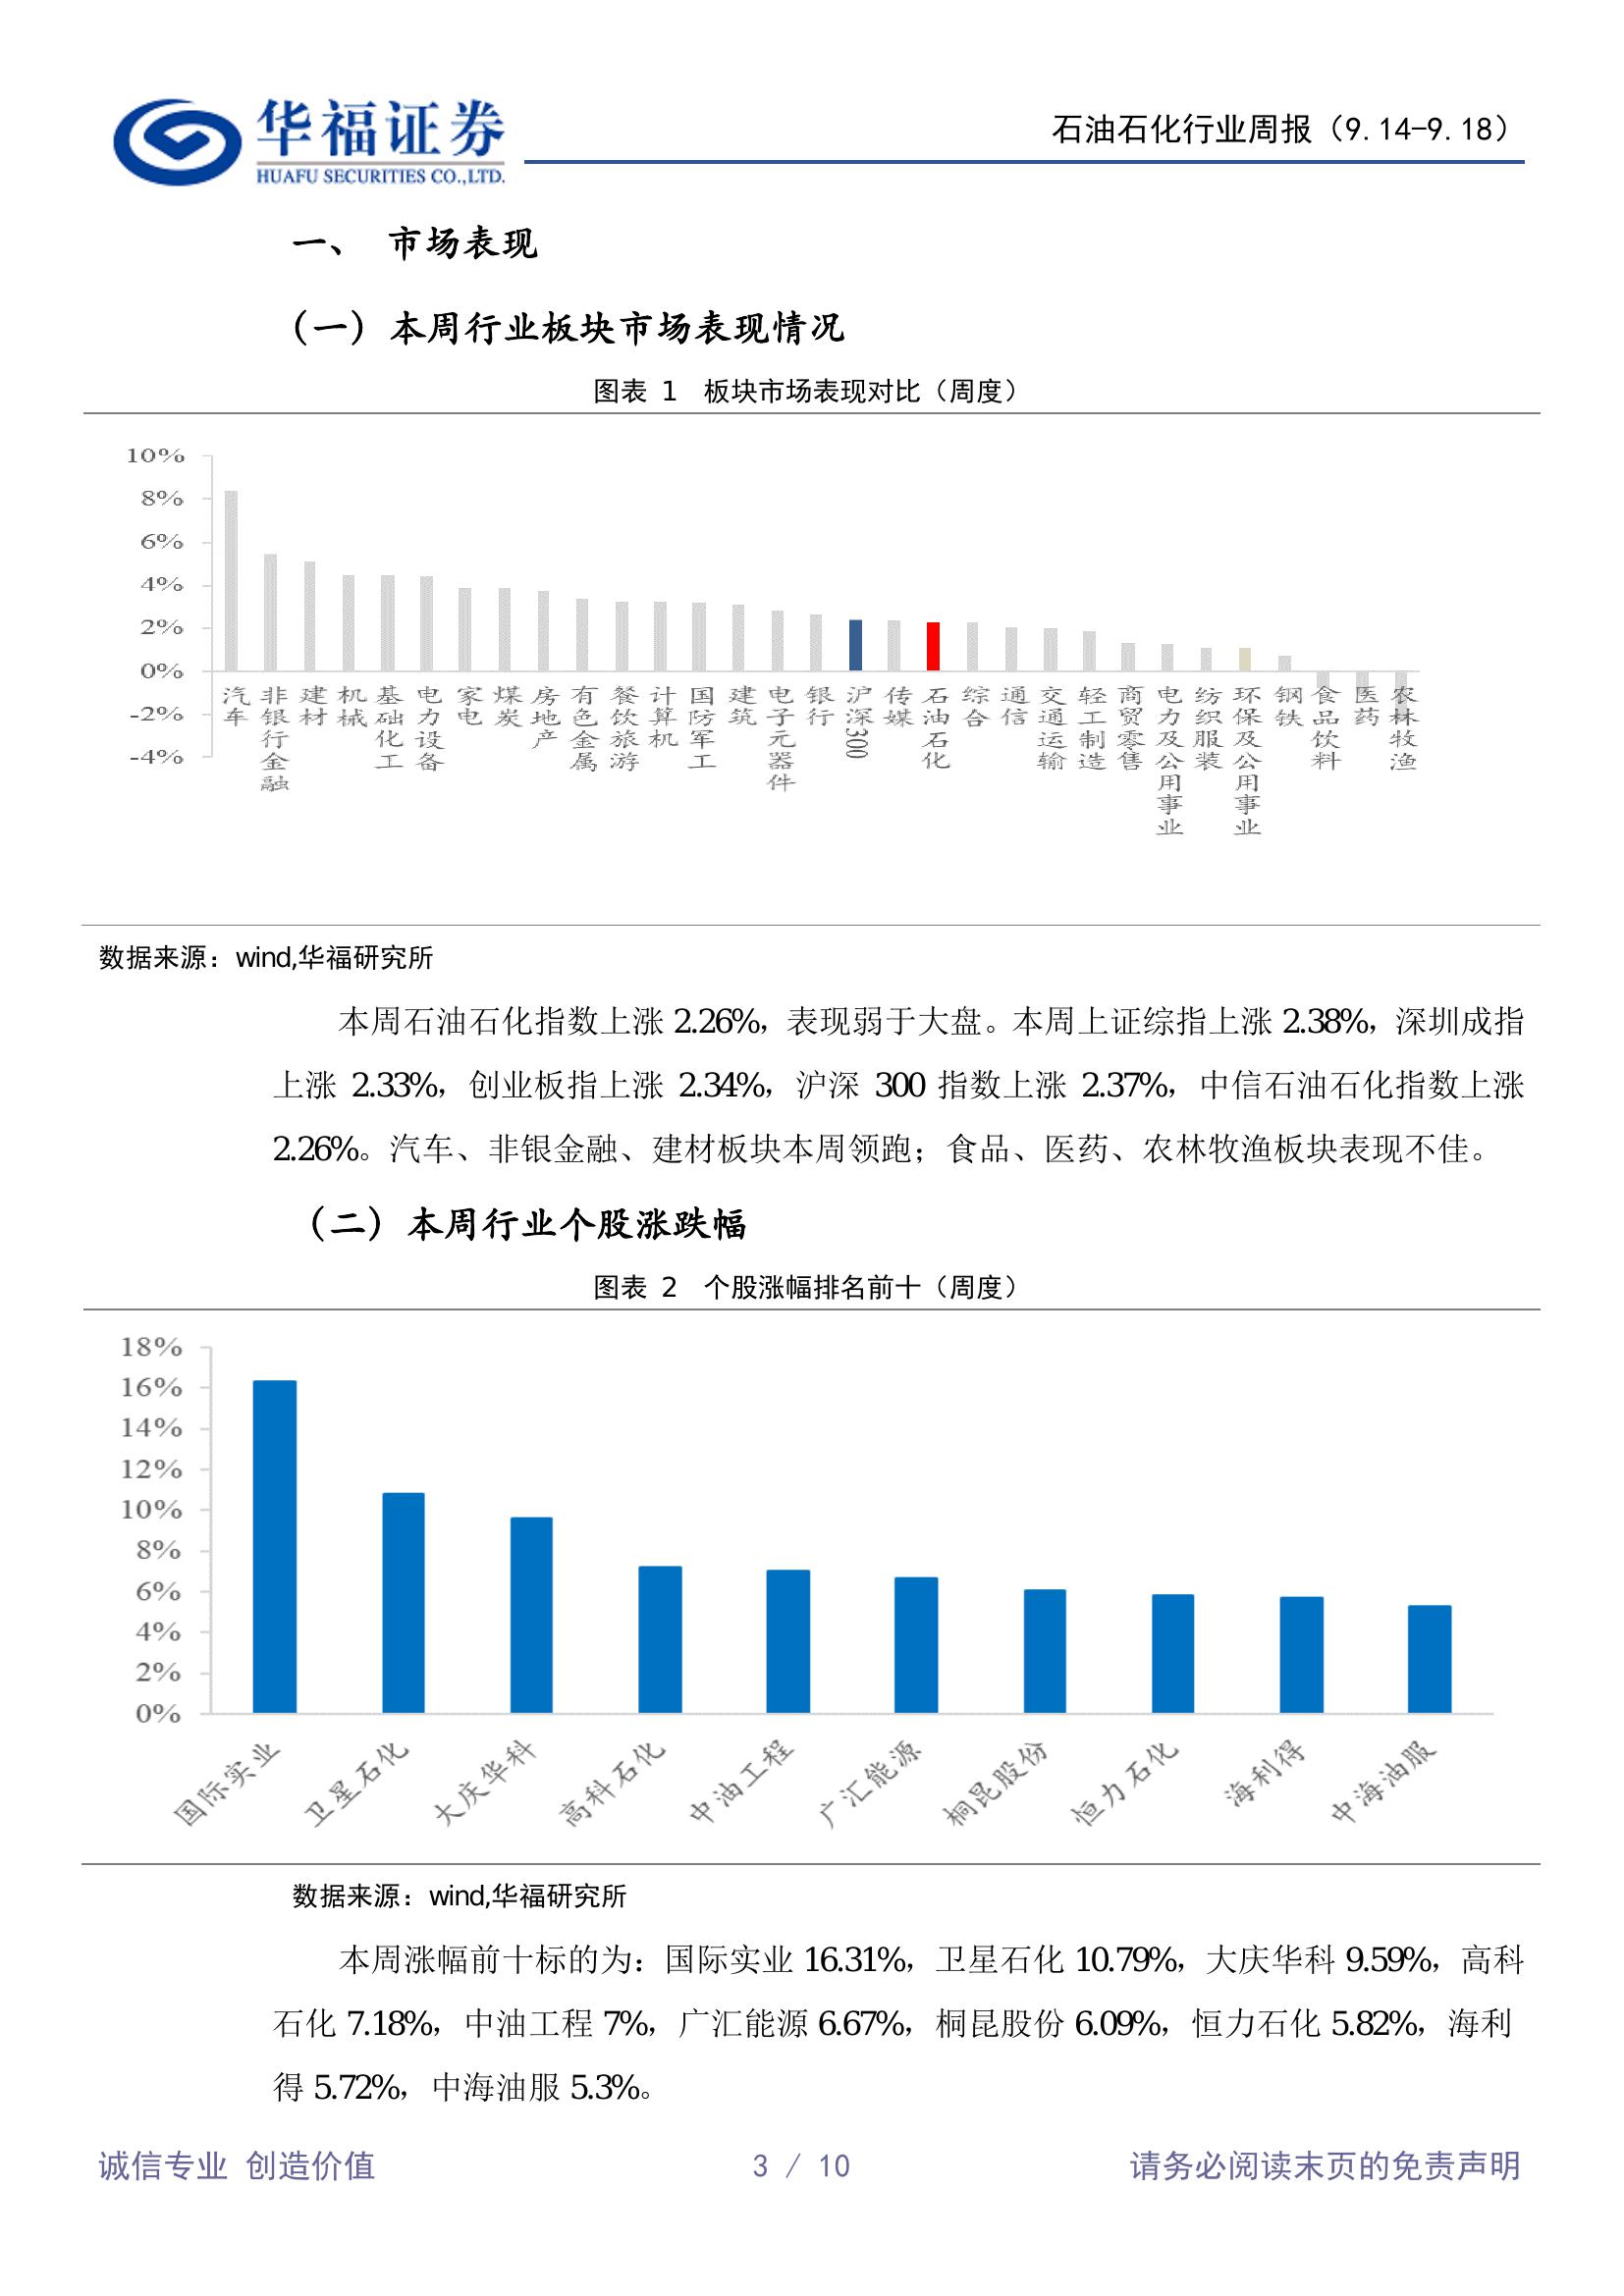 华福证券
HUAFU SECURITIES CO.,LTD.
石油石化行业周报（9.14-9.18）
一、 市场表现
（一）本周行业板块市场表现情况
图表 1 板块市场表现对比（周度）
10%
8%
6%
4%
2%
0%
-2%
-4%
汽车
非银行金融
建材
机械
基础化工
电力设备
家电
煤炭
房地产
有色金属
餐饮旅游
计算机
国防军工
建筑
电子元器件
银行
沪深300
传媒
石油石化
综合
通信
交通运输
轻工制造
商贸零售
电力及公用事业
纺织服装
环保及公用事业
钢铁
食品饮料
医药
农林牧渔
数据来源：wind,华福研究所
本周石油石化指数上涨 2.26%，表现弱于大盘。本周上证综指上涨 2.38%，深圳成指
上涨 2.33%，创业板指上涨 2.34%，沪深 300 指数上涨 2.37%，中信石油石化指数上涨
2.26%。汽车、非银金融、建材板块本周领跑；食品、医药、农林牧渔板块表现不佳。
（二）本周行业个股涨跌幅
图表 2 个股涨幅排名前十（周度）
18%
16%
14%
12%
10%
8%
6%
4%
2%
0%
国际实业
卫星石化
大庆华科
高科石化
中油工程
广汇能源
桐昆股份
恒力石化
海利得
中海油服
数据来源：wind,华福研究所
本周涨幅前十标的为：国际实业 16.31%，卫星石化 10.79%，大庆华科 9.59%，高科
石化 7.18%，中油工程 7%，广汇能源 6.67%，桐昆股份 6.09%，恒力石化 5.82%，海利
得 5.72%，中海油服 5.3%。
诚信专业 创造价值
3 / 10
请务必阅读末页的免责声明